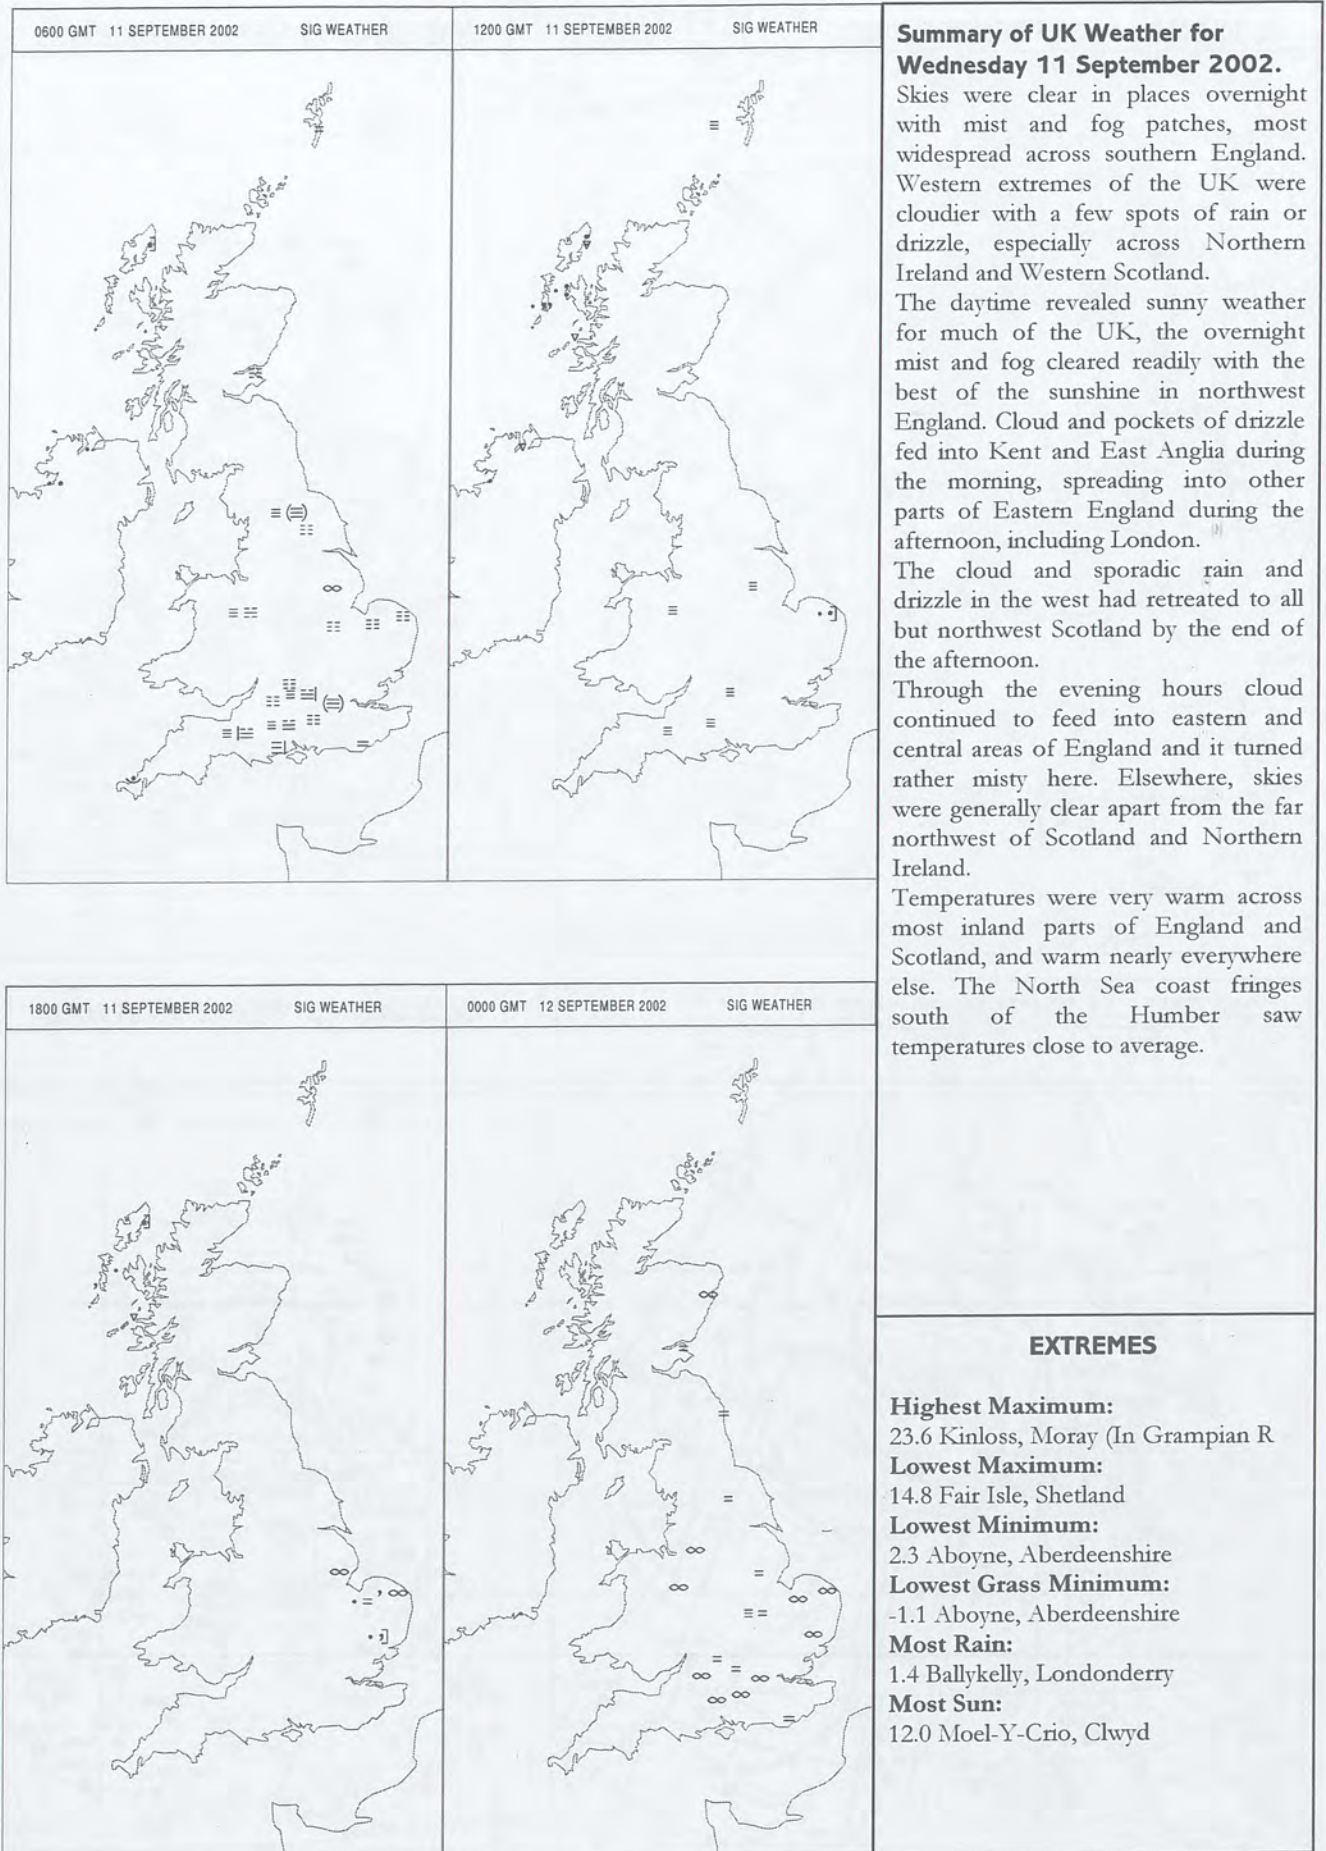 0600 GMT 11 SEPTEMBER 2002 SIG WEATHER
1200 GMT 11 SEPTEMBER 2002 SIG WEATHER
Summary of UK Weather for
Wednesday 11 September 2002.
Skies were clear in places overnight
with mist and fog patches, most
widespread across southern England.
Western extremes of the UK were
cloudier with a few spots of rain or
drizzle, especially across Northern
Ireland and Western Scotland.
The daytime revealed sunny weather
for much of the UK, the overnight
mist and fog cleared readily with the
best of the sunshine in northwest
England. Cloud and pockets of drizzle
fed into Kent and East Anglia during
the morning, spreading into other
parts of Eastern England during the
afternoon, including London.
The cloud and sporadic rain and
drizzle in the west had retreated to all
but northwest Scotland by the end of
the afternoon.
Through the evening hours cloud
continued to feed into eastern and
central areas of England and it turned
rather misty here. Elsewhere, skies
were generally clear apart from the far
northwest of Scotland and Northern
Ireland.
Temperatures were very warm across
most inland parts of England and
Scotland, and warm nearly everywhere
else. The North Sea coast fringes
south of the Humber saw
temperatures close to average.
1800 GMT 11 SEPTEMBER 2002 SIG WEATHER
0000 GMT 12 SEPTEMBER 2002 SIG WEATHER
EXTREMES
Highest Maximum:
23.6 Kinloss, Moray (In Grampian R
Lowest Maximum:
14.8 Fair Isle, Shetland
Lowest Minimum:
2.3 Aboyne, Aberdeenshire
Lowest Grass Minimum:
-1.1 Aboyne, Aberdeenshire
Most Rain:
1.4 Ballykelly, Londonderry
Most Sun:
12.0 Moel-Y-Crio, Clwyd